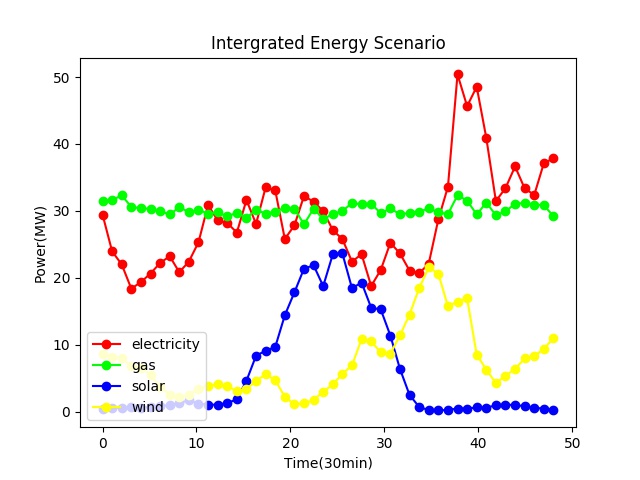 Intergrated Energy Scenario
Power(MW)
50
40
30
20
10
0
electricity
gas
solar
wind
0 10 20 30 40 50
Time(30min)